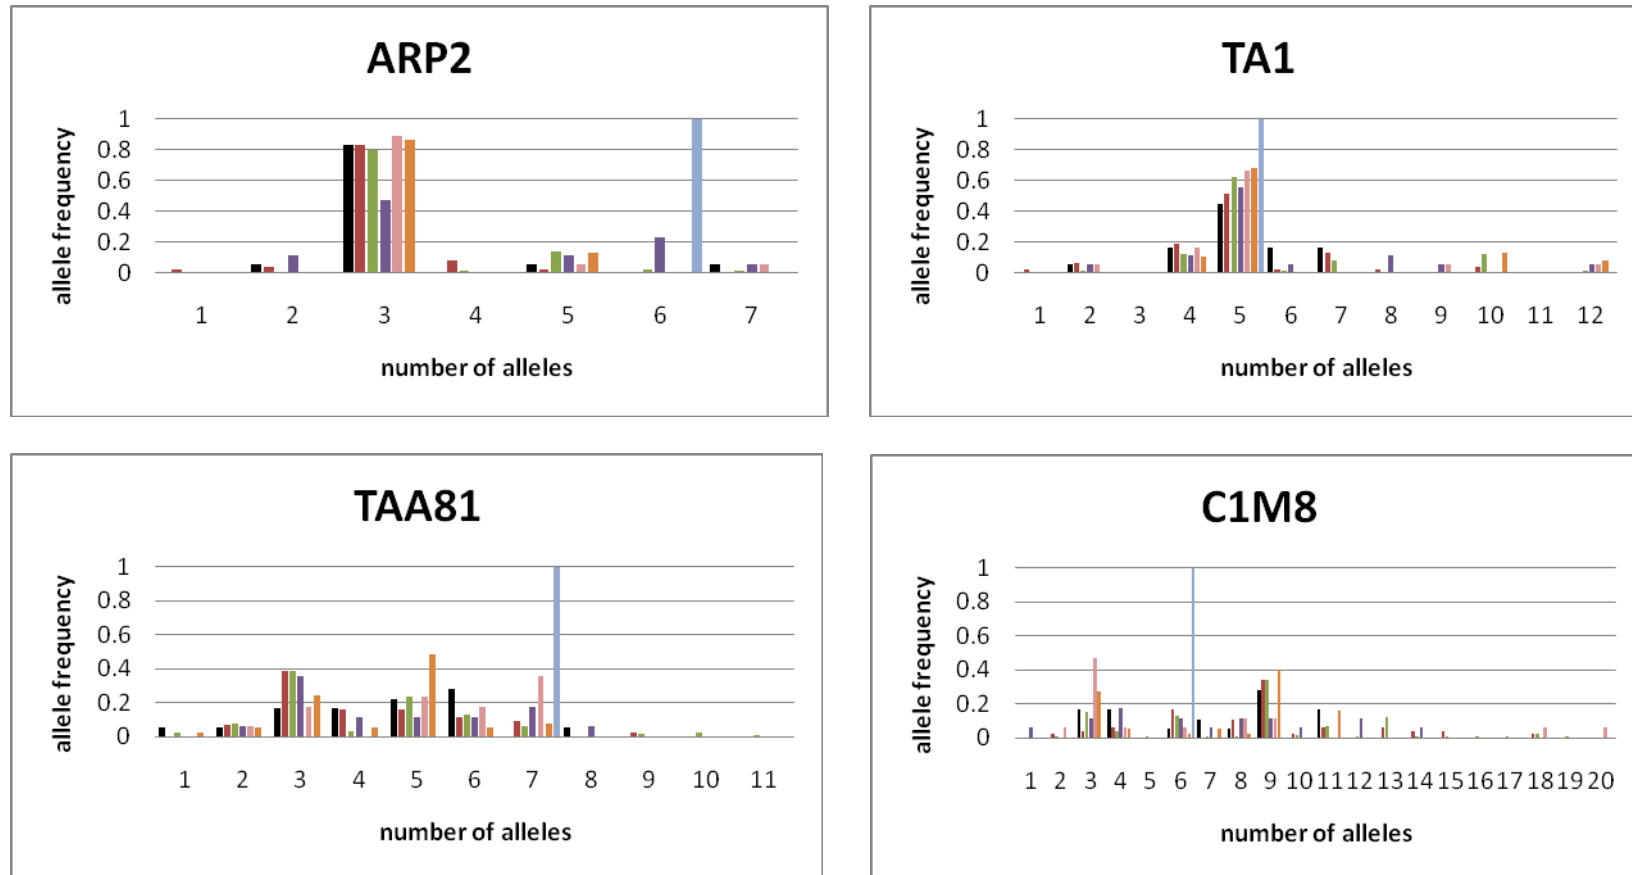 ARP2
allele frequency
1
0.8
0.6
0.4
0.2
0
1 2 3 4 5 6 7
number of alleles
TA1
allele frequency
1
0.8
0.6
0.4
0.2
0
1 2 3 4 5 6 7 8 9 10 11 12
number of alleles
TAA81
allele frequency
1
0.8
0.6
0.4
0.2
0
1 2 3 4 5 6 7 8 9 10 11
number of alleles
C1M8
allele frequency
1
0.8
0.6
0.4
0.2
0
1 2 3 4 5 6 7 8 9 10 11 12 13 14 15 16 17 18 19 20
number of alleles